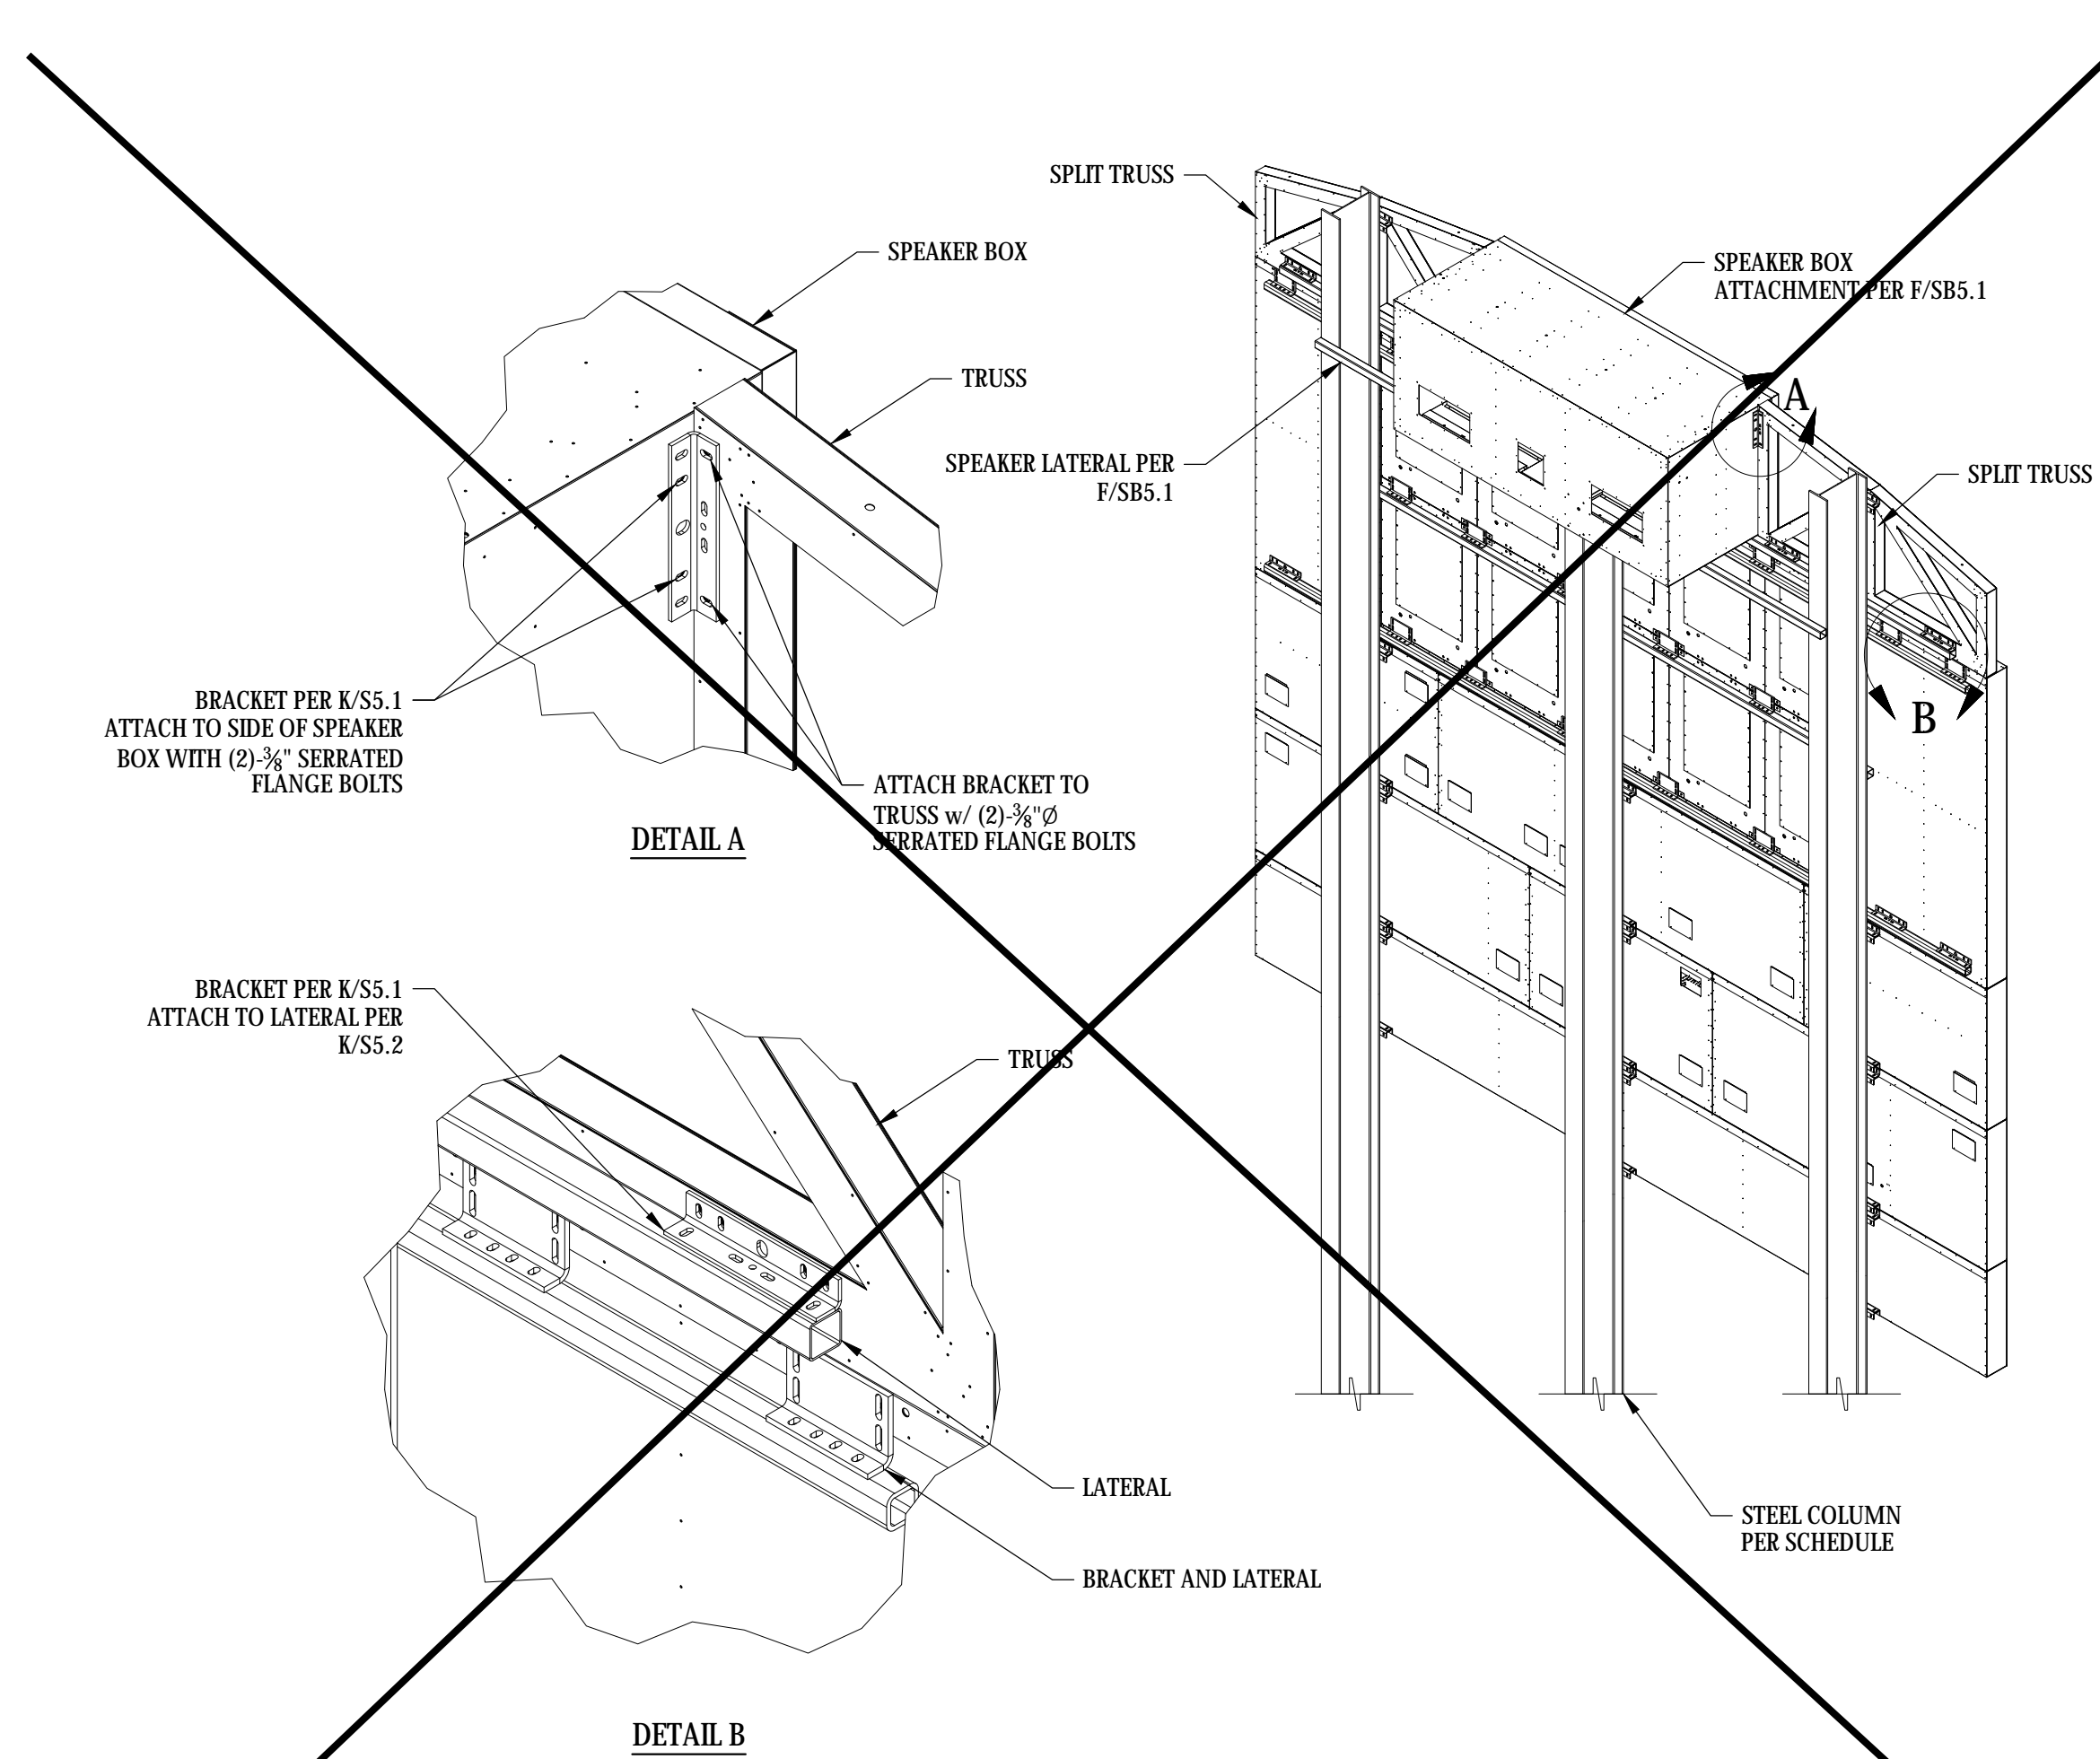 SPEAKER BOX
TRUSS
BRACKET PER K/S5.1
ATTACH TO SIDE OF SPEAKER
BOX WITH (2)-⅜" SERRATED
FLANGE BOLTS
ATTACH BRACKET TO
TRUSS w/ (2)-⅜"Ø
SERRATED FLANGE BOLTS
DETAIL A
SPLIT TRUSS
SPEAKER BOX
ATTACHMENT PER F/SB5.1
A
SPEAKER LATERAL PER
F/SB5.1
SPLIT TRUSS
B
BRACKET PER K/S5.1
ATTACH TO LATERAL PER
K/S5.2
TRUSS
LATERAL
BRACKET AND LATERAL
STEEL COLUMN
PER SCHEDULE
DETAIL B